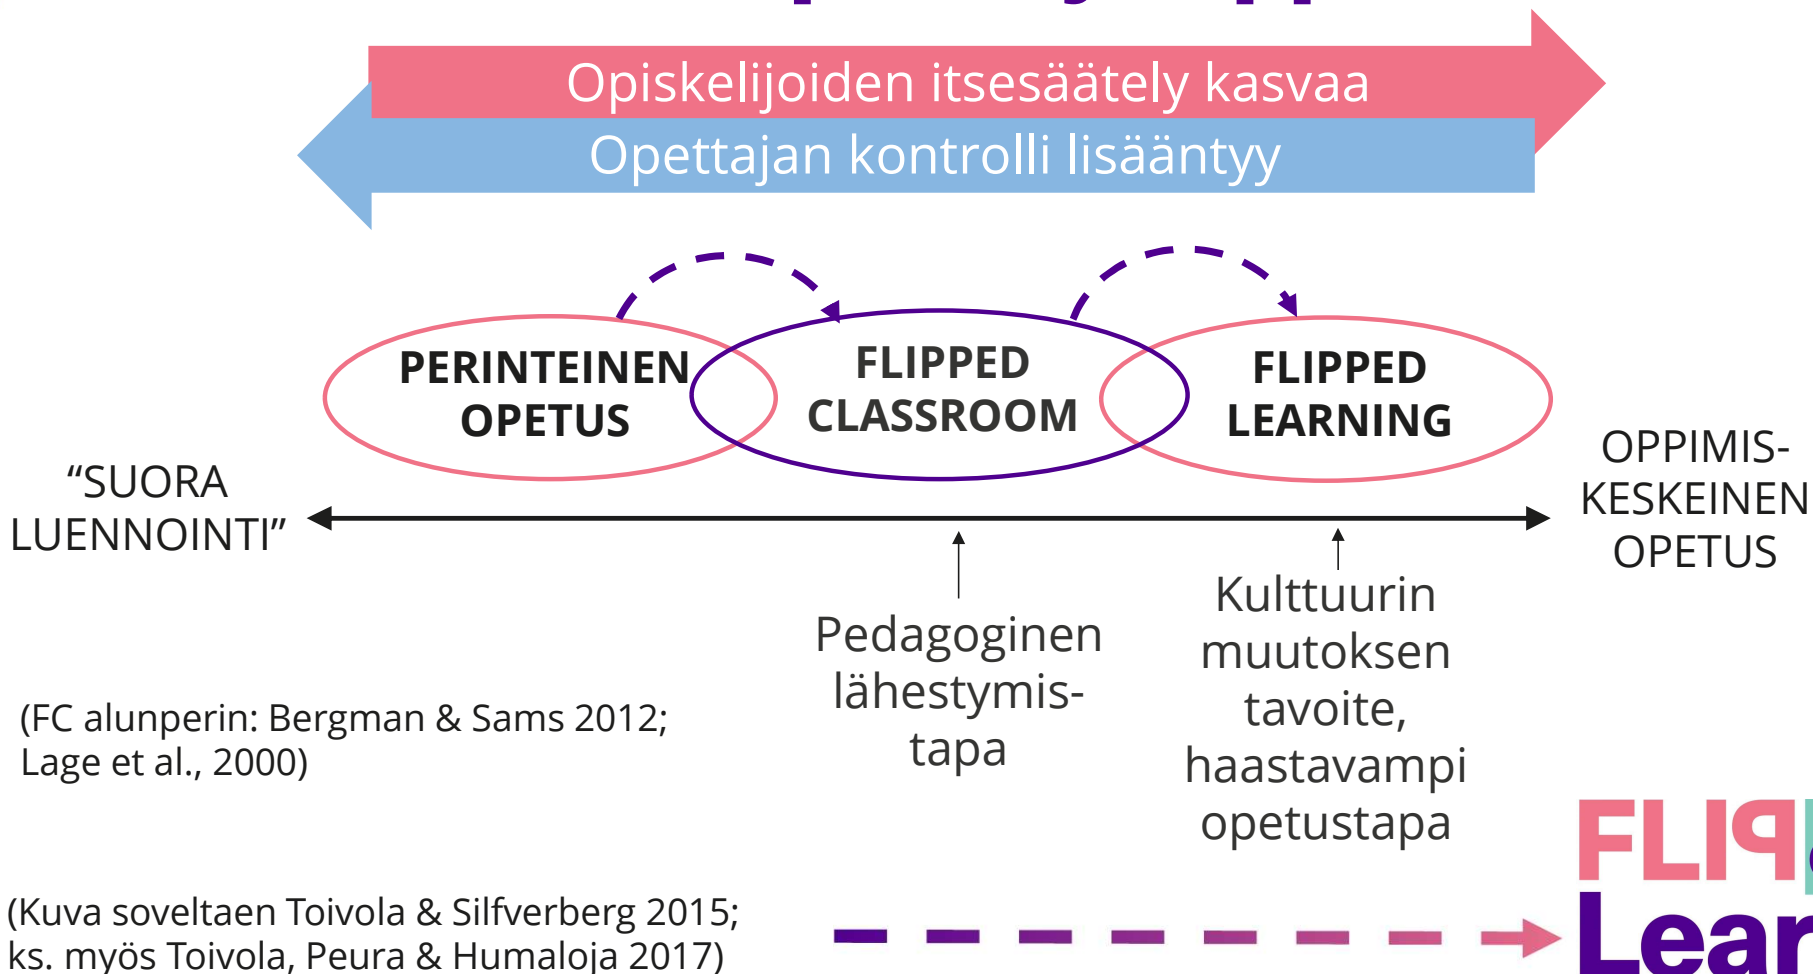 Opiskelijoiden itsesäätely kasvaa
Opettajan kontrolli lisääntyy
PERINTEINEN
OPETUS
FLIPPED
CLASSROOM
FLIPPED
LEARNING
“SUORA
LUENNOINTI”
OPPIMIS-
KESKEINEN
OPETUS
Pedagoginen
lähestymis-
tapa
Kulttuurin
muutoksen
tavoite,
haastavampi
opetustapa
(FC alunperin: Bergman & Sams 2012;
Lage et al., 2000)
(Kuva soveltaen Toivola & Silfverberg 2015;
ks. myös Toivola, Peura & Humaloja 2017)
FLIP
Lear